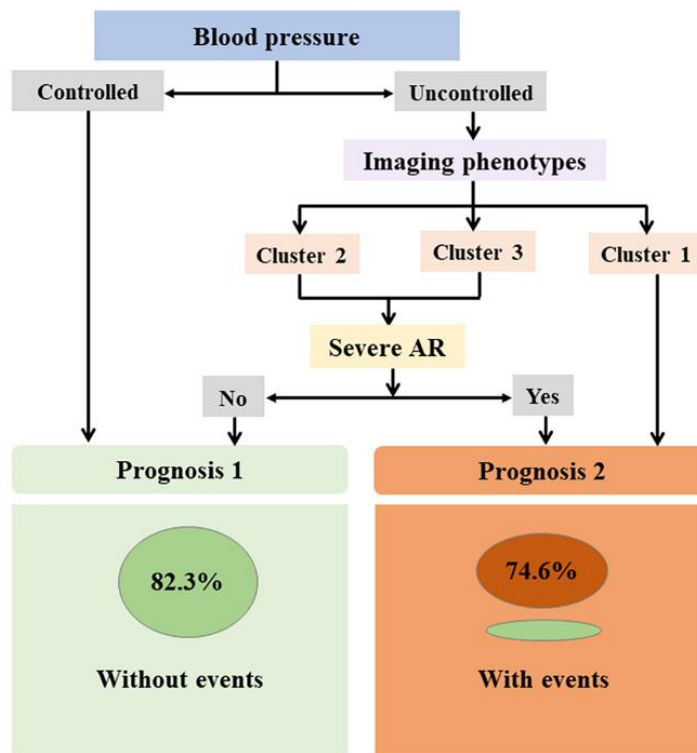 Blood pressure
Controlled
Uncontrolled
Imaging phenotypes
Cluster 2
Cluster 3
Cluster 1
Severe AR
No
Yes
Prognosis 1
Prognosis 2
82.3%
74.6%
Without events
With events